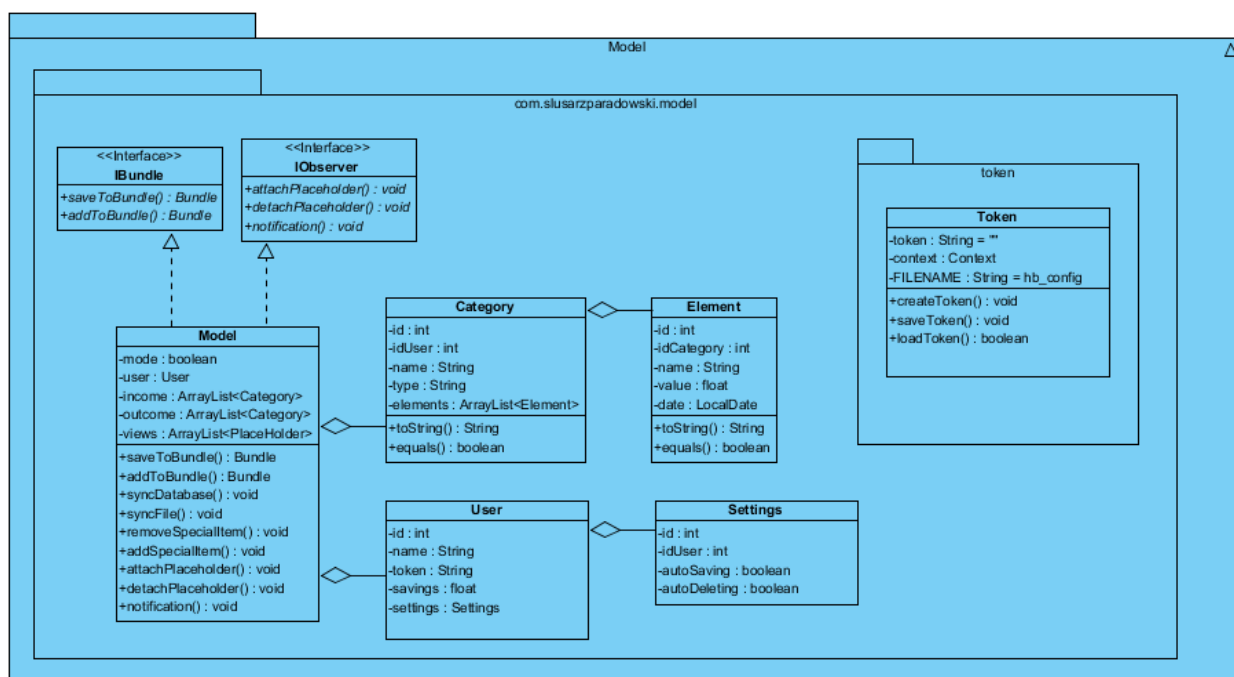 Model
com.slusarzparadowski.model
<<Interface>>
IBundle
+saveToBundle() : Bundle
+addToBundle() : Bundle
<<Interface>>
IObserver
+attachPlaceholder() : void
+detachPlaceholder() : void
+notification() : void
token
Token
-token : String = ""
-context : Context
-FILENAME : String = hb_config
+createToken() : void
+saveToken() : void
+loadToken() : boolean
Model
-mode : boolean
-user : User
-income : ArrayList<Category>
-outcome : ArrayList<Category>
-views : ArrayList<PlaceHolder>
+saveToBundle() : Bundle
+addToBundle() : Bundle
+syncDatabase() : void
+syncFile() : void
+removeSpecialItem() : void
+addSpecialItem() : void
+attachPlaceholder() : void
+detachPlaceholder() : void
+notification() : void
Category
-id : int
-idUser : int
-name : String
-type : String
-elements : ArrayList<Element>
+toString() : String
+equals() : boolean
Element
-id : int
-idCategory : int
-name : String
-value : float
-date : LocalDate
+toString() : String
+equals() : boolean
User
-id : int
-name : String
-token : String
-savings : float
-settings : Settings
Settings
-id : int
-idUser : int
-autoSaving : boolean
-autoDeleting : boolean